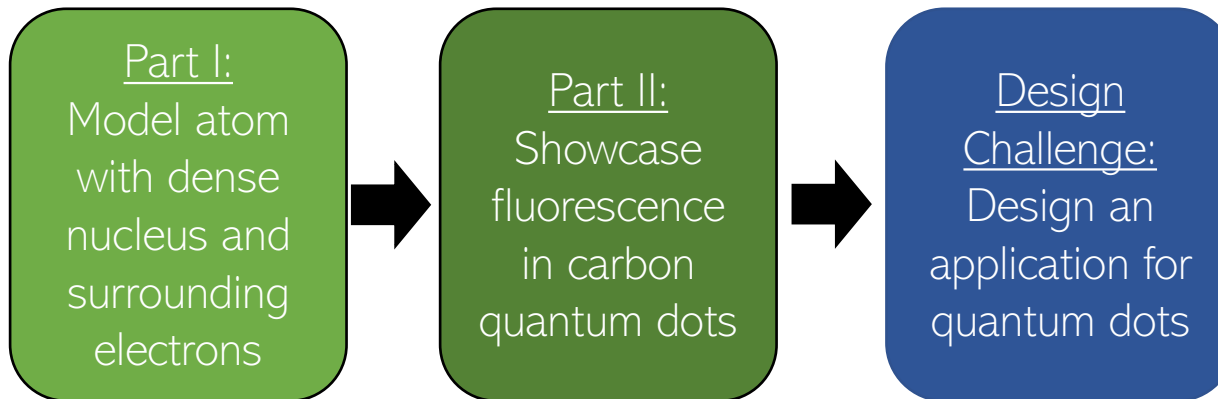 Part I:
Model atom
with dense
nucleus and
surrounding
electrons
Part II:
Showcase
fluorescence
in carbon
quantum dots
Design
Challenge:
Design an
application for
quantum dots